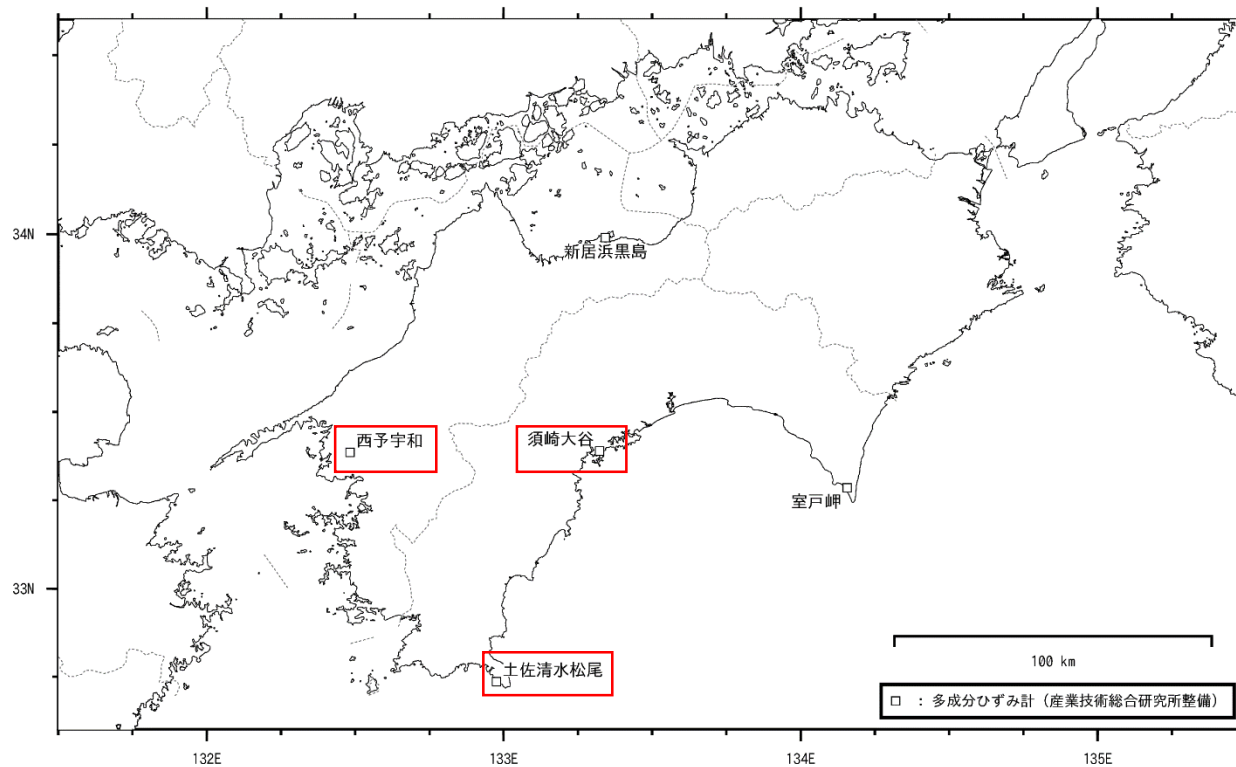 34N
新居浜黒島
西予宇和
須崎大谷
室戸岬
33N
土佐清水松尾
100 km
□ : 多成分ひずみ計（産業技術総合研究所整備）
132E
133E
134E
135E